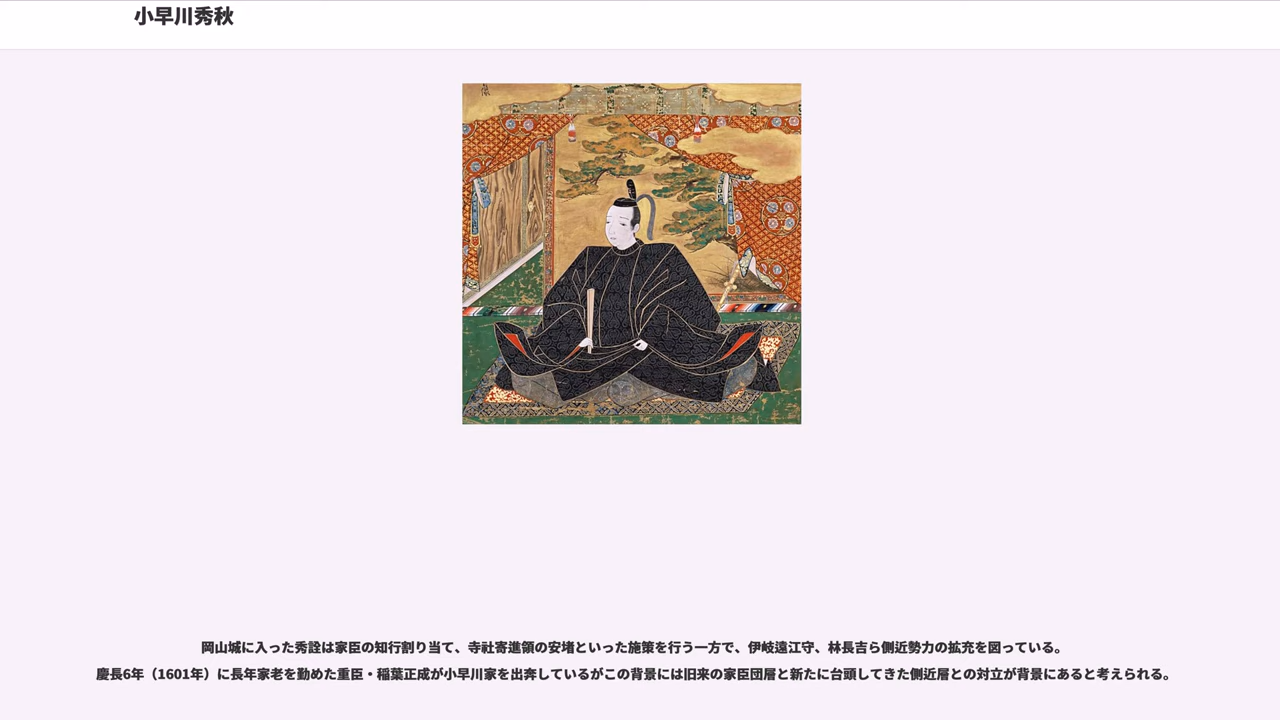 小早川秀秋
岡山城に入った秀詮は家臣の知行割り当て、寺社寄進領の安堵といった施策を行う一方で、伊岐遠江守、林長吉ら側近勢力の拡充を図っている。
慶長6年（1601年）に長年家老を勤めた重臣・稲葉正成が小早川家を出奔しているがこの背景には旧来の家臣団層と新たに台頭してきた側近層との対立が背景にあると考えられる。